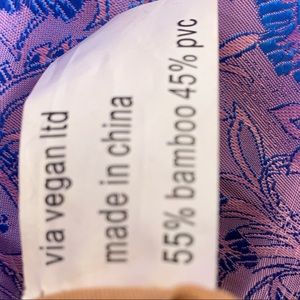 via vegan ltd
made in china
55% bamboo 45% pvc